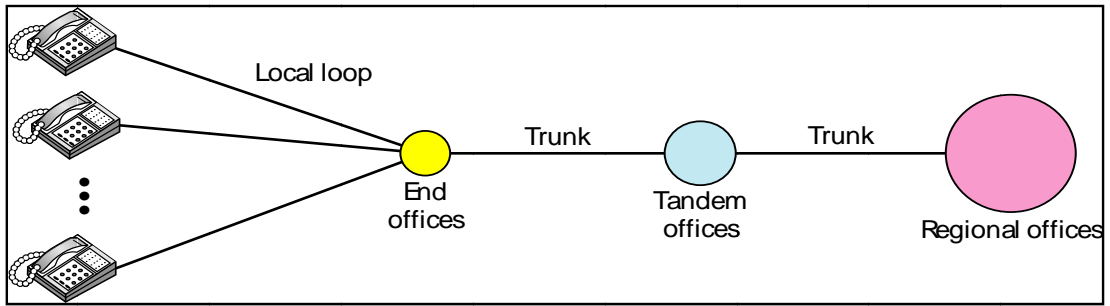 Local loop
Trunk
Trunk
End
offices
Tandem
offices
Regional offices